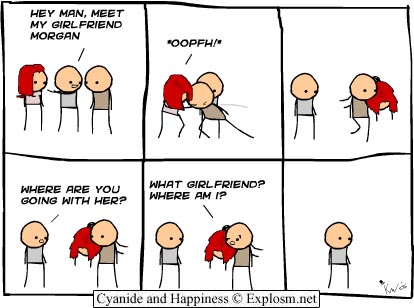 HEY MAN, MEET
MY GIRLFRIEND
MORGAN
*OOPFH!*
WHERE ARE YOU
GOING WITH HER?
WHAT GIRLFRIEND?
WHERE AM I?
Cyanide and Happiness © Explosm.net